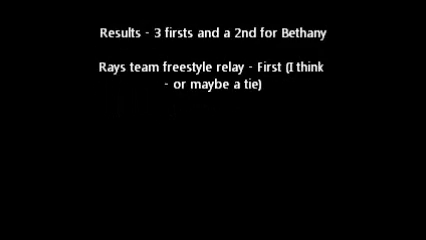 Results - 3 firsts and a 2nd for Bethany
Rays team freestyle relay - First (I think
- or maybe a tie)